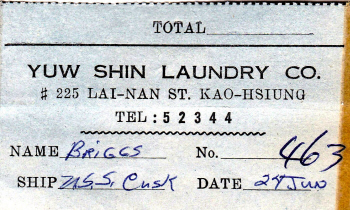 TOTAL
YUW SHIN LAUNDRY CO.
# 225 LAI-NAN ST. KAO-HSIUNG
TEL: 52344
NAME BRIGGS No. 463
SHIP U.S.S. Cusk DATE 24 JUN